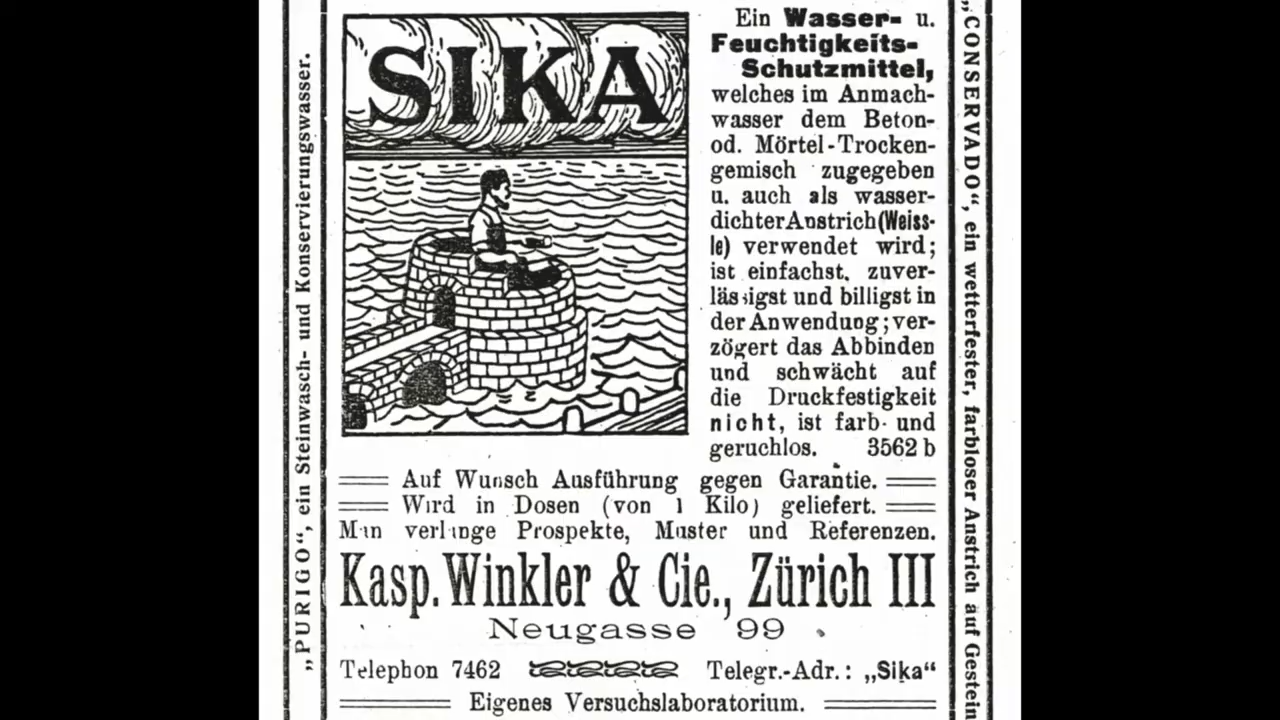 „PURIGO“, ein Steinwasch- und Konservierungswasser.
SIKA
Ein Wasser- u.
Feuchtigkeits-
Schutzmittel,
welches im Anmach-
wasser dem Beton-
od. Mörtel-Trocken-
gemisch zugegeben
u. auch als wasser-
dichter Anstrich (Weiss-
le) verwendet wird;
ist einfachst, zuver-
lässigst und billigst in
der Anwendung; ver-
zögert das Abbinden
und schwächt auf
die Druckfestigkeit
nicht, ist farb- und
geruchlos. 3562 b
Auf Wunsch Ausführung gegen Garantie.
Wird in Dosen (von 1 Kilo) geliefert.
Man verlange Prospekte, Muster und Referenzen.
Kasp. Winkler & Cie., Zürich III
Neugasse 99
Telephon 7462 Telegr.-Adr.: „Sika“
Eigenes Versuchslaboratorium.
„CONSERVADO“, ein wetterfester, farbloser Anstrich auf Gestein